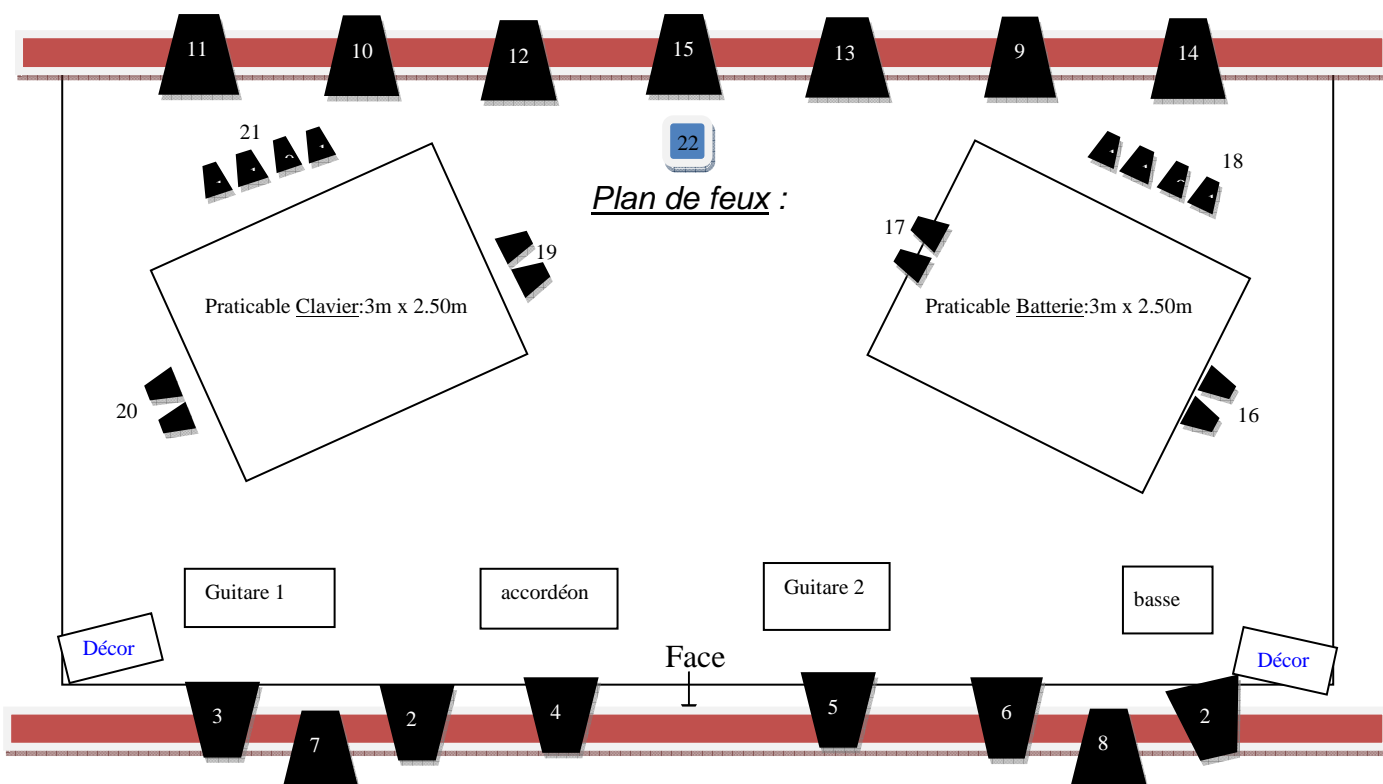 11 10 12 15 13 9 14
21 22 18
Plan de feux :
17
19
Praticable Clavier:3m x 2.50m Praticable Batterie:3m x 2.50m
20 16
Guitare 1 accordéon Guitare 2 basse
Décor Face Décor
3 2 4 5 6 2
7 8